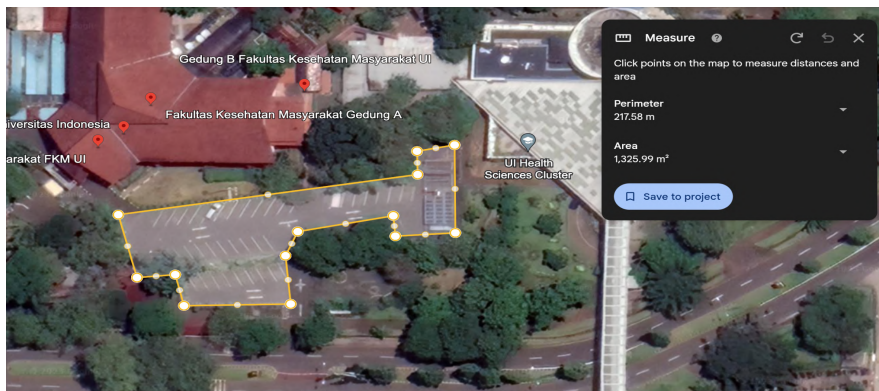 Gedung B Fakultas Kesehatan Masyarakat UI
Fakultas Kesehatan Masyarakat Gedung A
niversitas Indonesia
arakat FKM UI
UI Health
Sciences Cluster
Measure
Click points on the map to measure distances and
area
Perimeter
217.58 m
Area
1,325.99 m²
Save to project